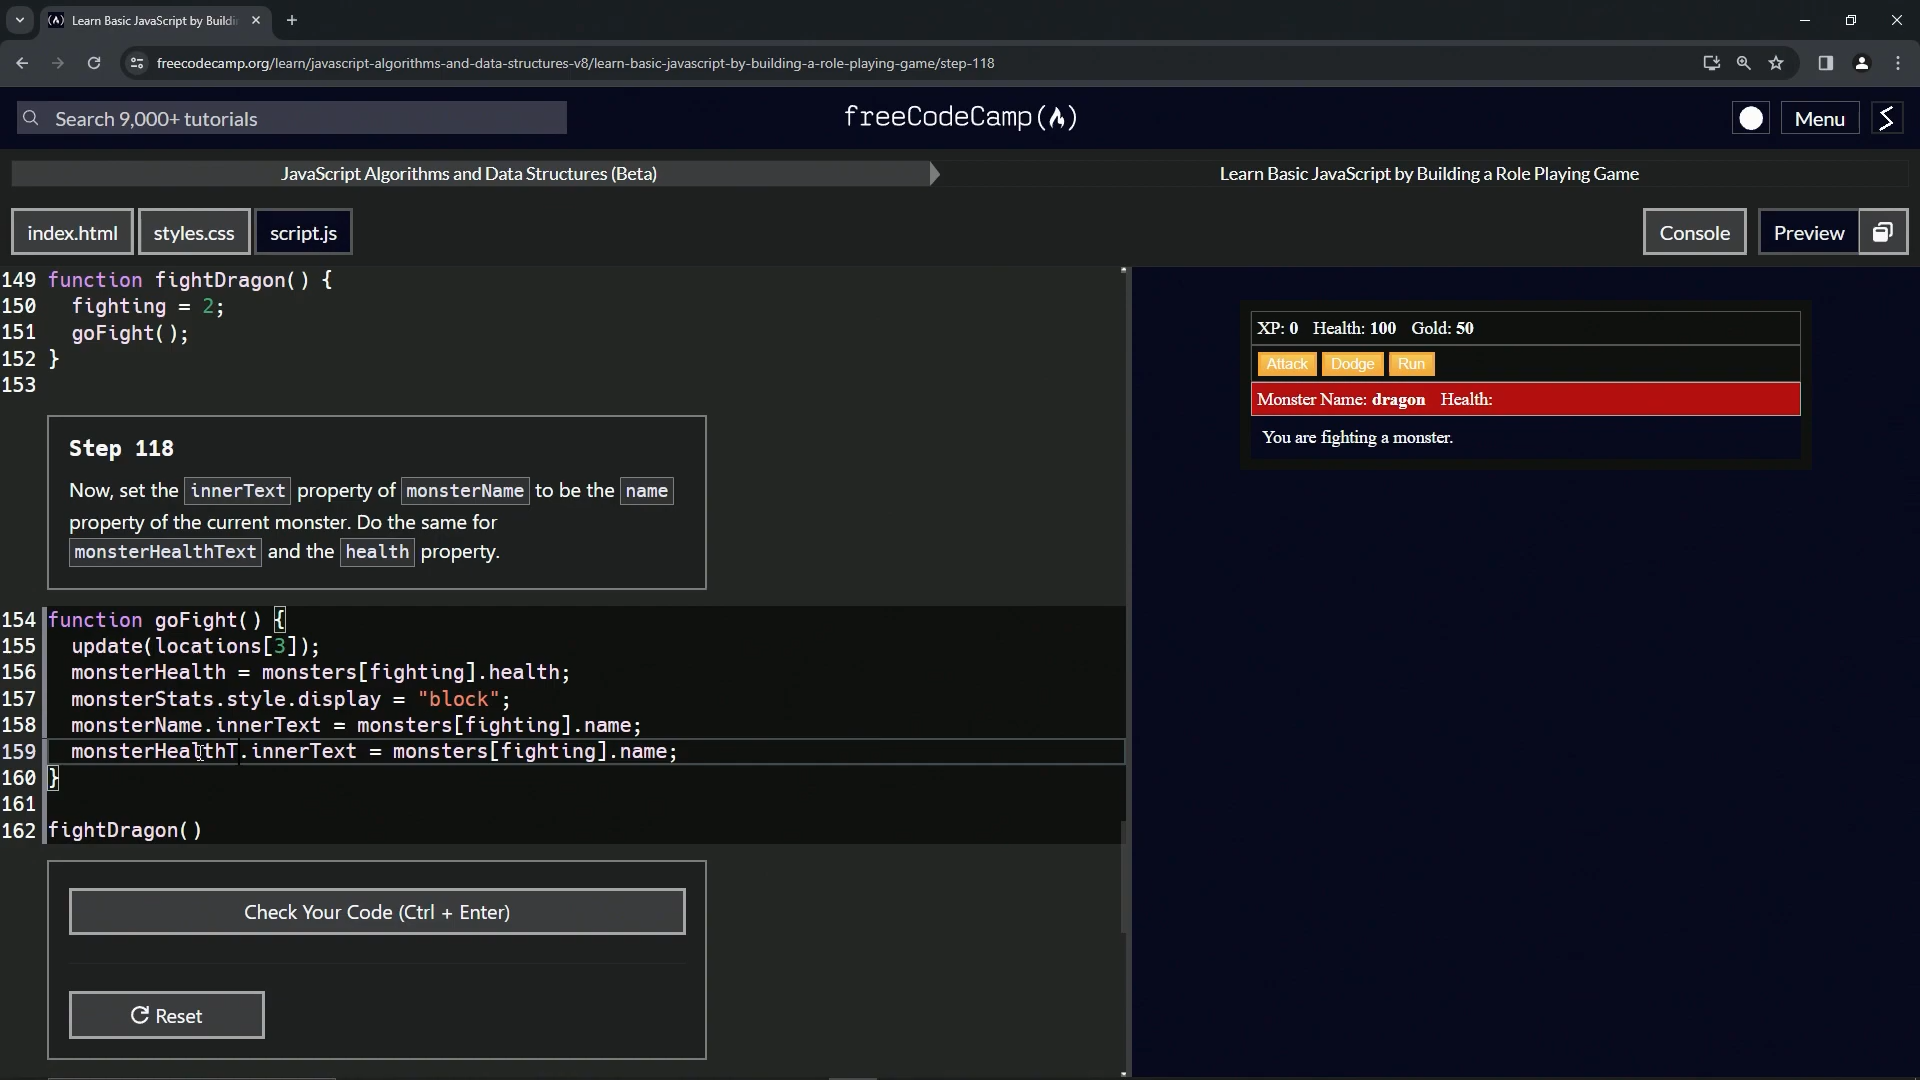 Learn Basic JavaScript by Buildi
freecodecamp.org/learn/javascript-algorithms-and-data-structures-v8/learn-basic-javascript-by-building-a-role-playing-game/step-118
Search 9,000+ tutorials
freeCodeCamp
Menu
JavaScript Algorithms and Data Structures (Beta)
Learn Basic JavaScript by Building a Role Playing Game
index.html
styles.css
script.js
Console
Preview
149 function fightDragon() {
150 fighting = 2;
151 goFight();
152 }
153
Step 118
Now, set the innerText property of monsterName to be the name
property of the current monster. Do the same for
monsterHealthText and the health property.
154 function goFight() {
155 update(locations[3]);
156 monsterHealth = monsters[fighting].health;
157 monsterStats.style.display = "block";
158 monsterName.innerText = monsters[fighting].name;
159 monsterHealthT.innerText = monsters[fighting].name;
160 }
161
162 fightDragon()
Check Your Code (Ctrl + Enter)
Reset
XP: 0 Health: 100 Gold: 50
Attack Dodge Run
Monster Name: dragon Health:
You are fighting a monster.